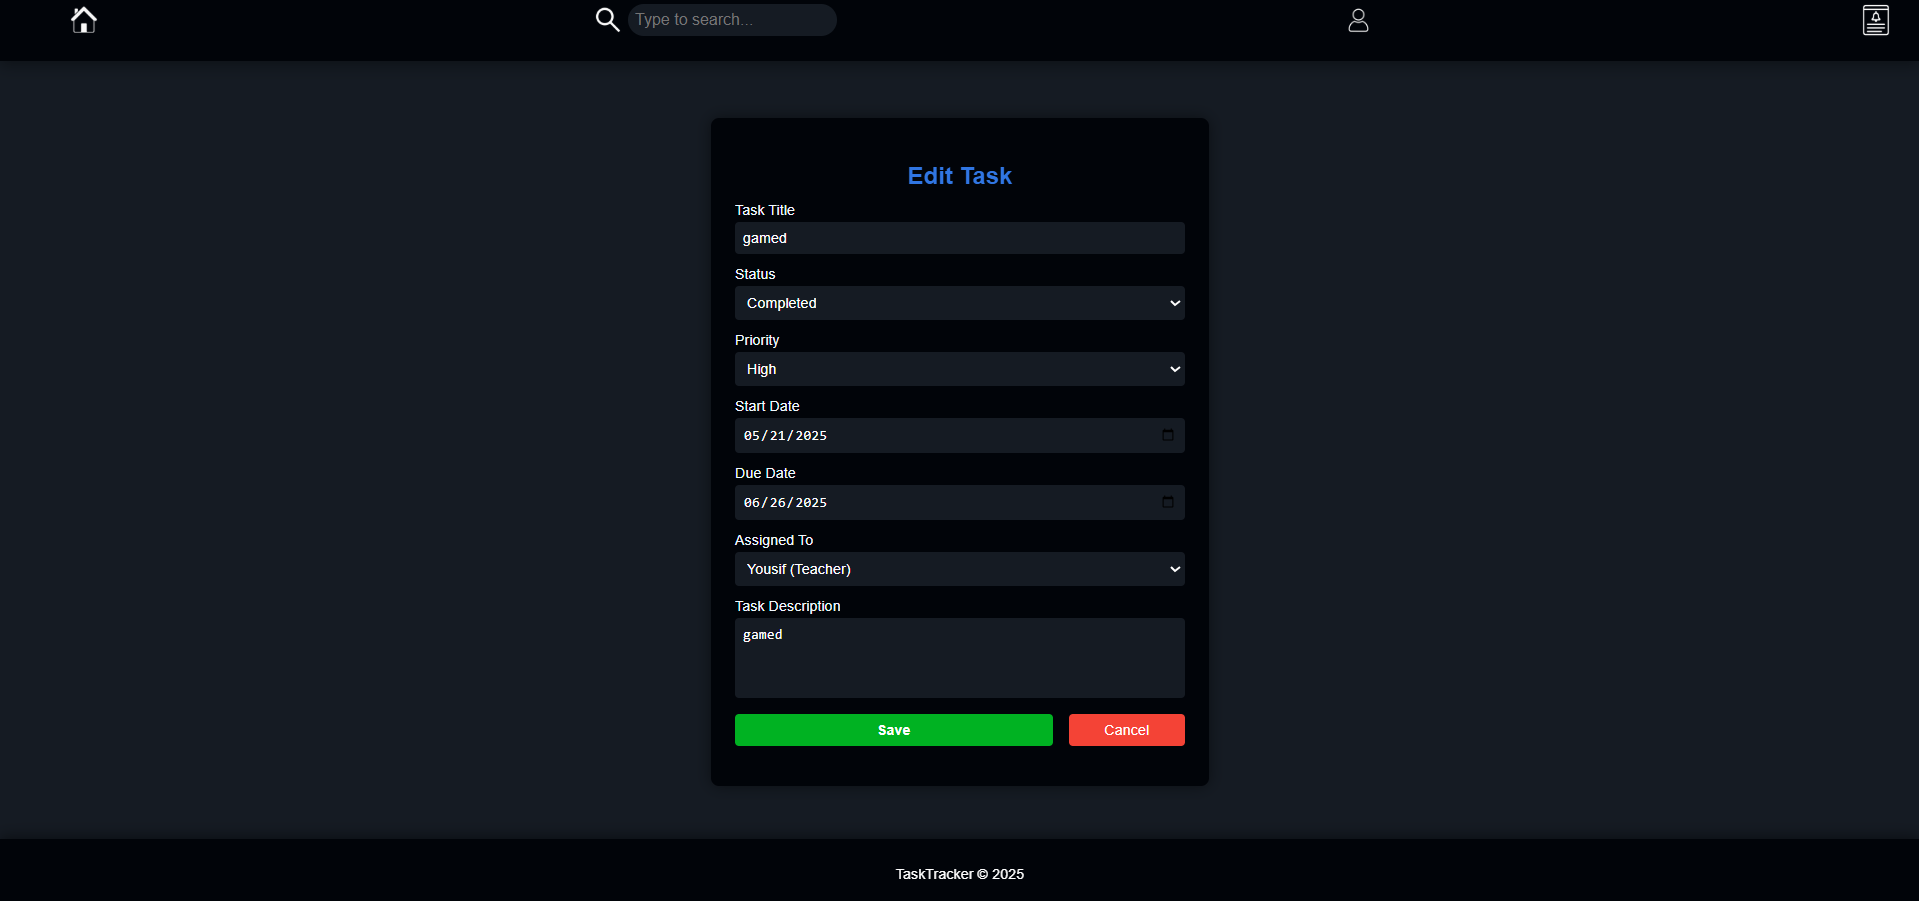 Type to search...
Edit Task
Task Title
gamed
Status
Completed
Priority
High
Start Date
05/21/2025
Due Date
06/26/2025
Assigned To
Yousif (Teacher)
Task Description
gamed
Save Cancel
TaskTracker © 2025